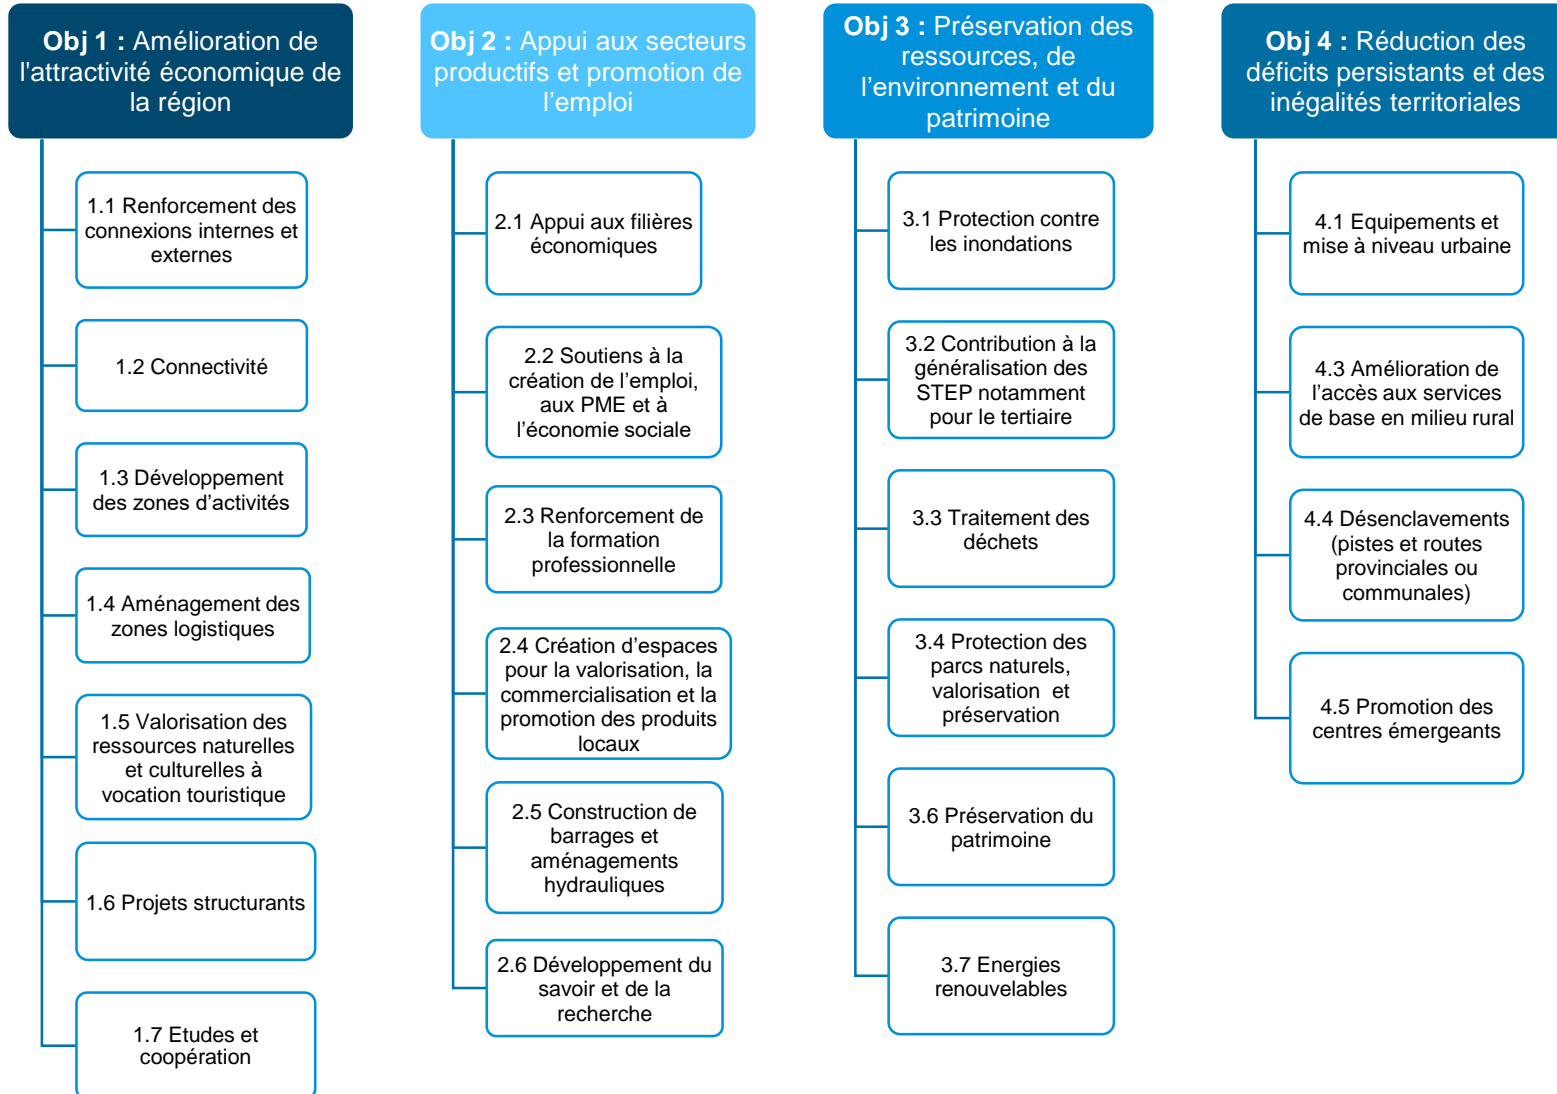 Obj 1 : Amélioration de
l'attractivité économique de
la région
1.1 Renforcement des
connexions internes et
externes
1.2 Connectivité
1.3 Développement
des zones d’activités
1.4 Aménagement des
zones logistiques
1.5 Valorisation des
ressources naturelles
et culturelles à
vocation touristique
1.6 Projets structurants
1.7 Etudes et
coopération
Obj 2 : Appui aux secteurs
productifs et promotion de
l’emploi
2.1 Appui aux filières
économiques
2.2 Soutiens à la
création de l’emploi,
aux PME et à
l’économie sociale
2.3 Renforcement de
la formation
professionnelle
2.4 Création d’espaces
pour la valorisation, la
commercialisation et la
promotion des produits
locaux
2.5 Construction de
barrages et
aménagements
hydrauliques
2.6 Développement du
savoir et de la
recherche
Obj 3 : Préservation des
ressources, de
l’environnement et du
patrimoine
3.1 Protection contre
les inondations
3.2 Contribution à la
généralisation des
STEP notamment
pour le tertiaire
3.3 Traitement des
déchets
3.4 Protection des
parcs naturels,
valorisation et
préservation
3.6 Préservation du
patrimoine
3.7 Energies
renouvelables
Obj 4 : Réduction des
déficits persistants et des
inégalités territoriales
4.1 Equipements et
mise à niveau urbaine
4.3 Amélioration de
l’accès aux services
de base en milieu rural
4.4 Désenclavements
(pistes et routes
provinciales ou
communales)
4.5 Promotion des
centres émergeants